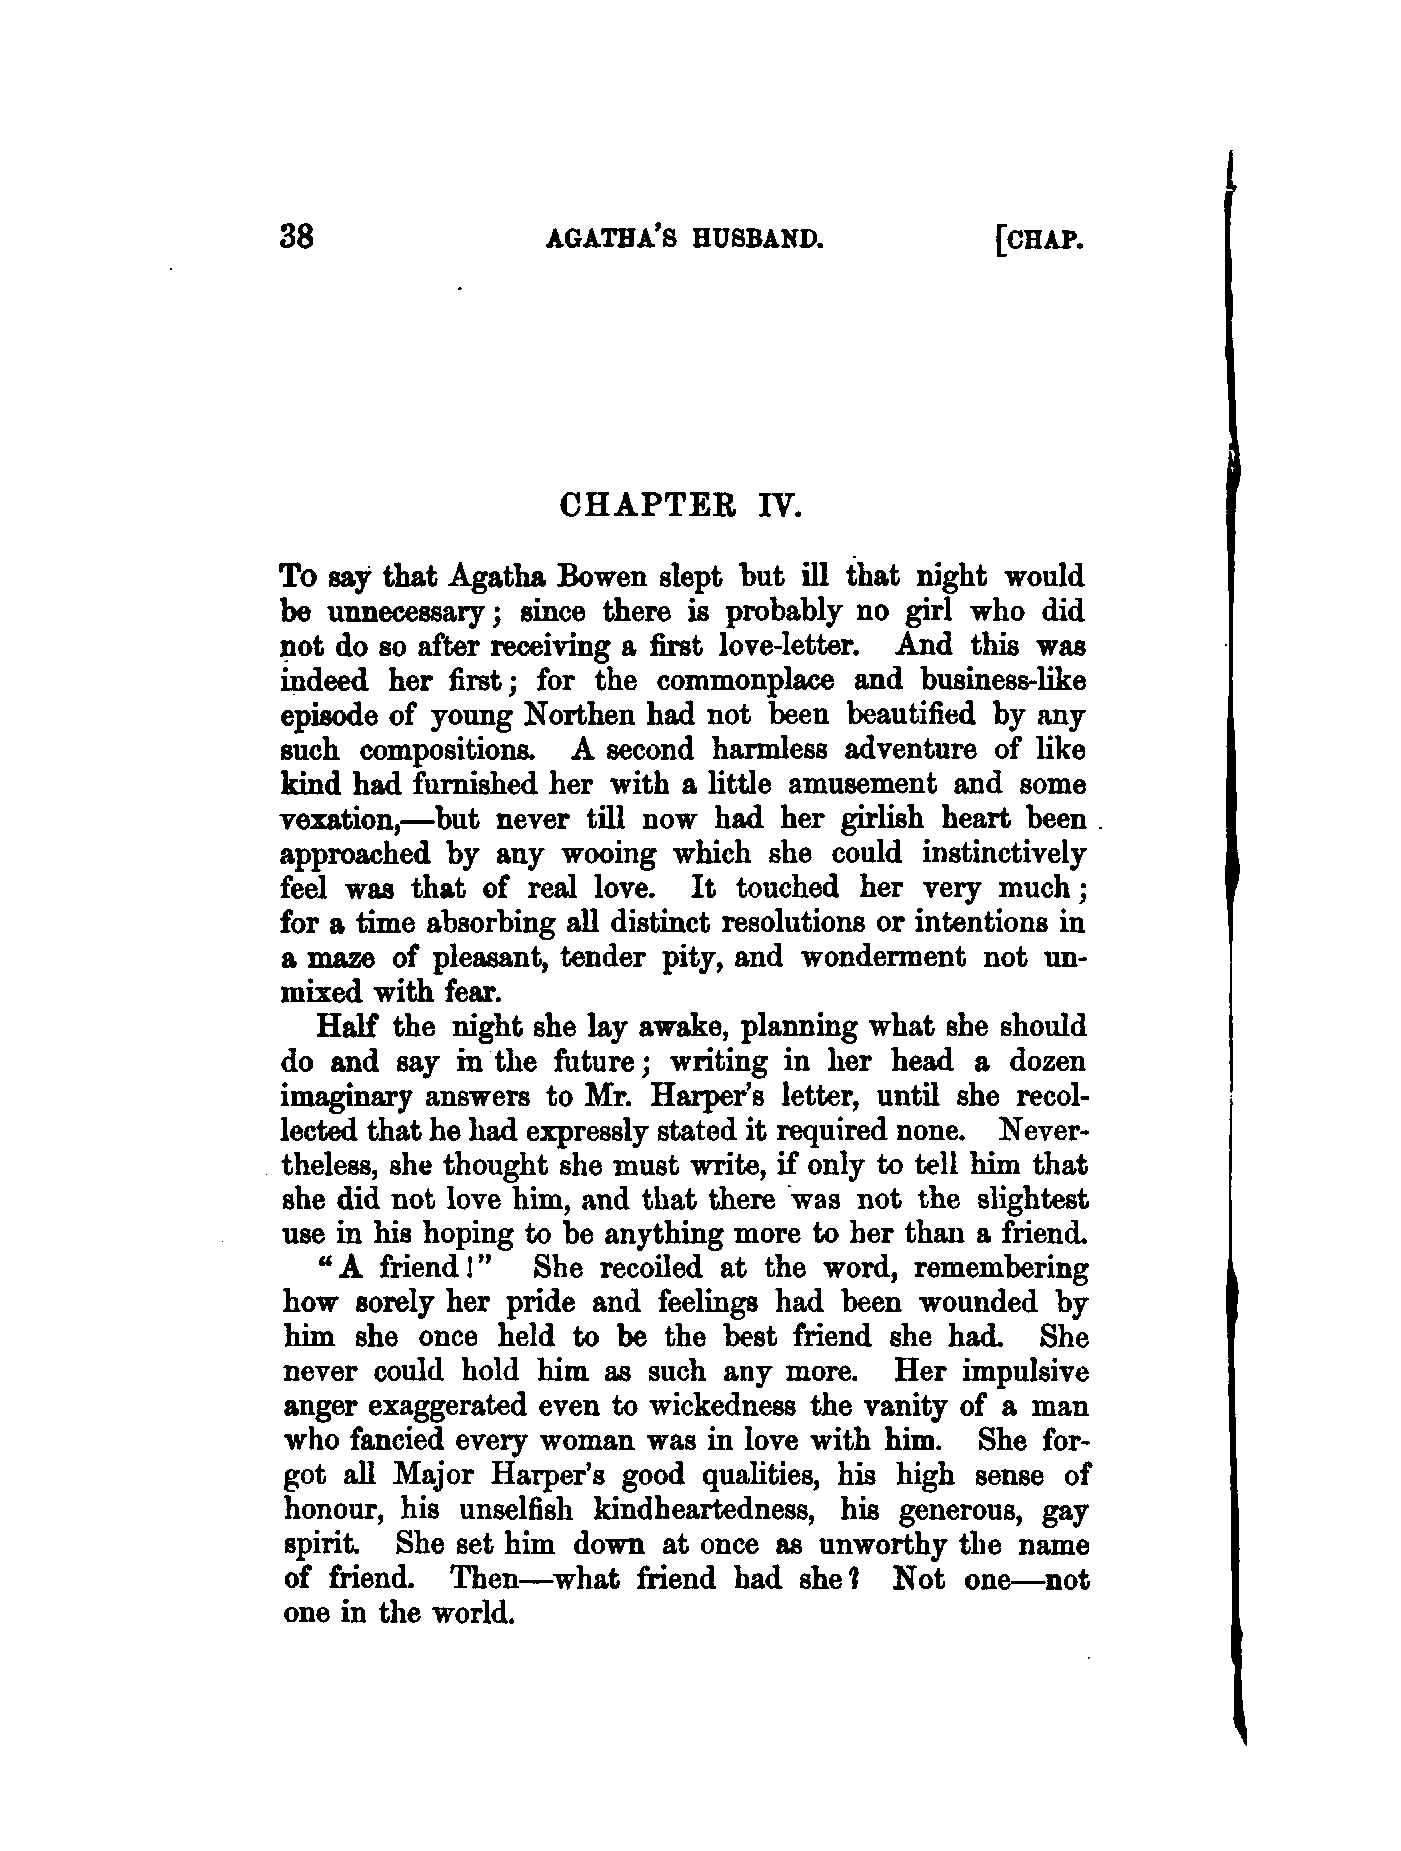 38 AGATHA'S HUSBAND. [CHAP.
CHAPTER IV.
To say that Agatha Bowen slept but ill that night would
be unnecessary; since there is probably no girl who did
not do so after receiving a first love-letter. And this was
indeed her first; for the commonplace and business-like
episode of young Northen had not been beautified by any
such compositions. A second harmless adventure of like
kind had furnished her with a little amusement and some
vexation,—but never till now had her girlish heart been
approached by any wooing which she could instinctively
feel was that of real love. It touched her very much;
for a time absorbing all distinct resolutions or intentions in
a maze of pleasant, tender pity, and wonderment not un-
mixed with fear.
Half the night she lay awake, planning what she should
do and say in the future; writing in her head a dozen
imaginary answers to Mr. Harper's letter, until she recol-
lected that he had expressly stated it required none. Never-
theless, she thought she must write, if only to tell him that
she did not love him, and that there was not the slightest
use in his hoping to be anything more to her than a friend.
"A friend!" She recoiled at the word, remembering
how sorely her pride and feelings had been wounded by
him she once held to be the best friend she had. She
never could hold him as such any more. Her impulsive
anger exaggerated even to wickedness the vanity of a man
who fancied every woman was in love with him. She for-
got all Major Harper's good qualities, his high sense of
honour, his unselfish kindheartedness, his generous, gay
spirit. She set him down at once as unworthy the name
of friend. Then—what friend had she? Not one—not
one in the world.